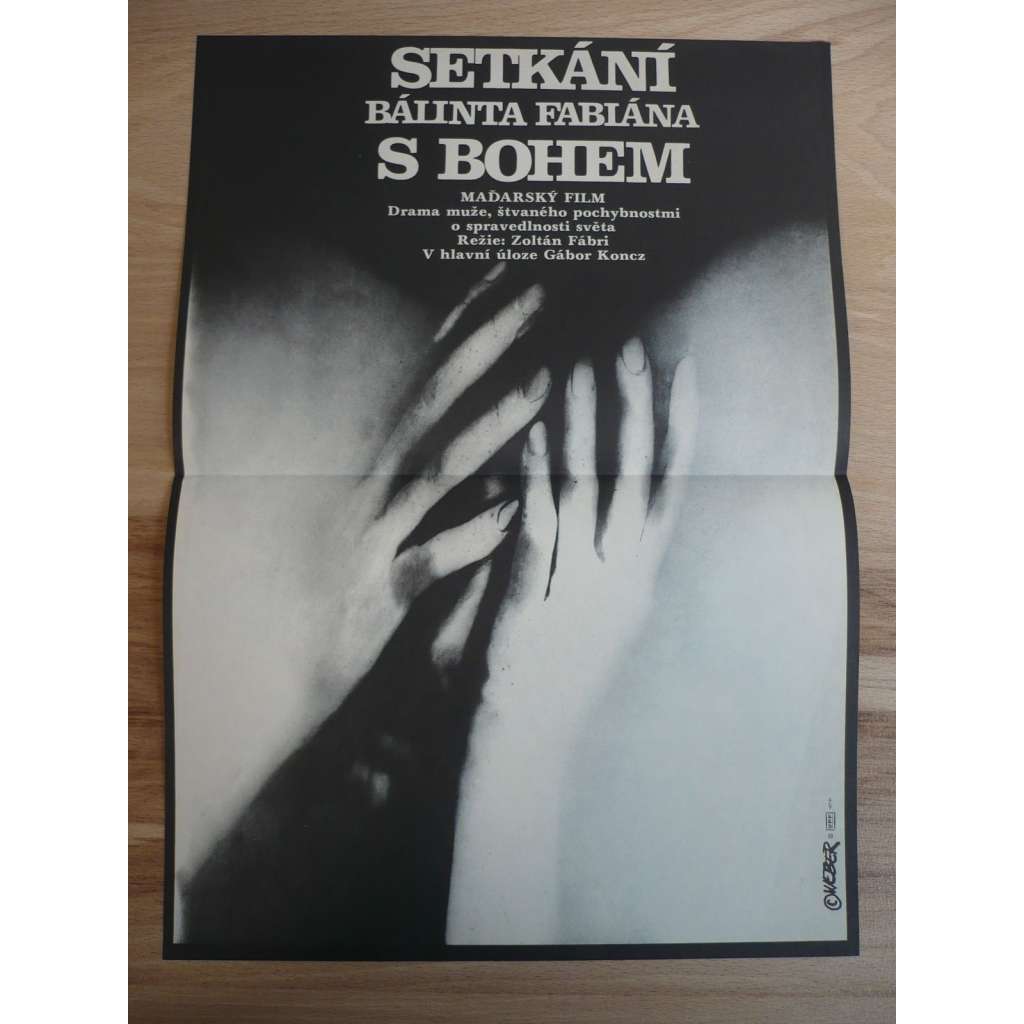 SETKÁNÍ
BÁLINTA FABIÁNA
S BOHEM
MAĎARSKÝ FILM
Drama muže, štvaného pochybnostmi
o spravedlnosti světa
Režie: Zoltán Fábri
V hlavní úloze Gábor Koncz
©WEBER